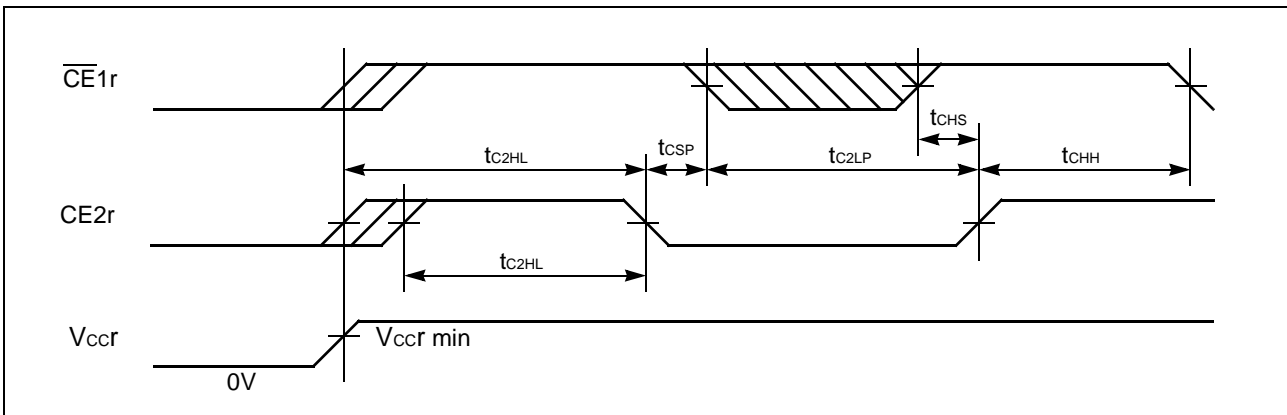 CE1r
tCHS
tC2HL tCSP tC2LP tCHH
CE2r
tC2HL
VCCr VCCr min
0V